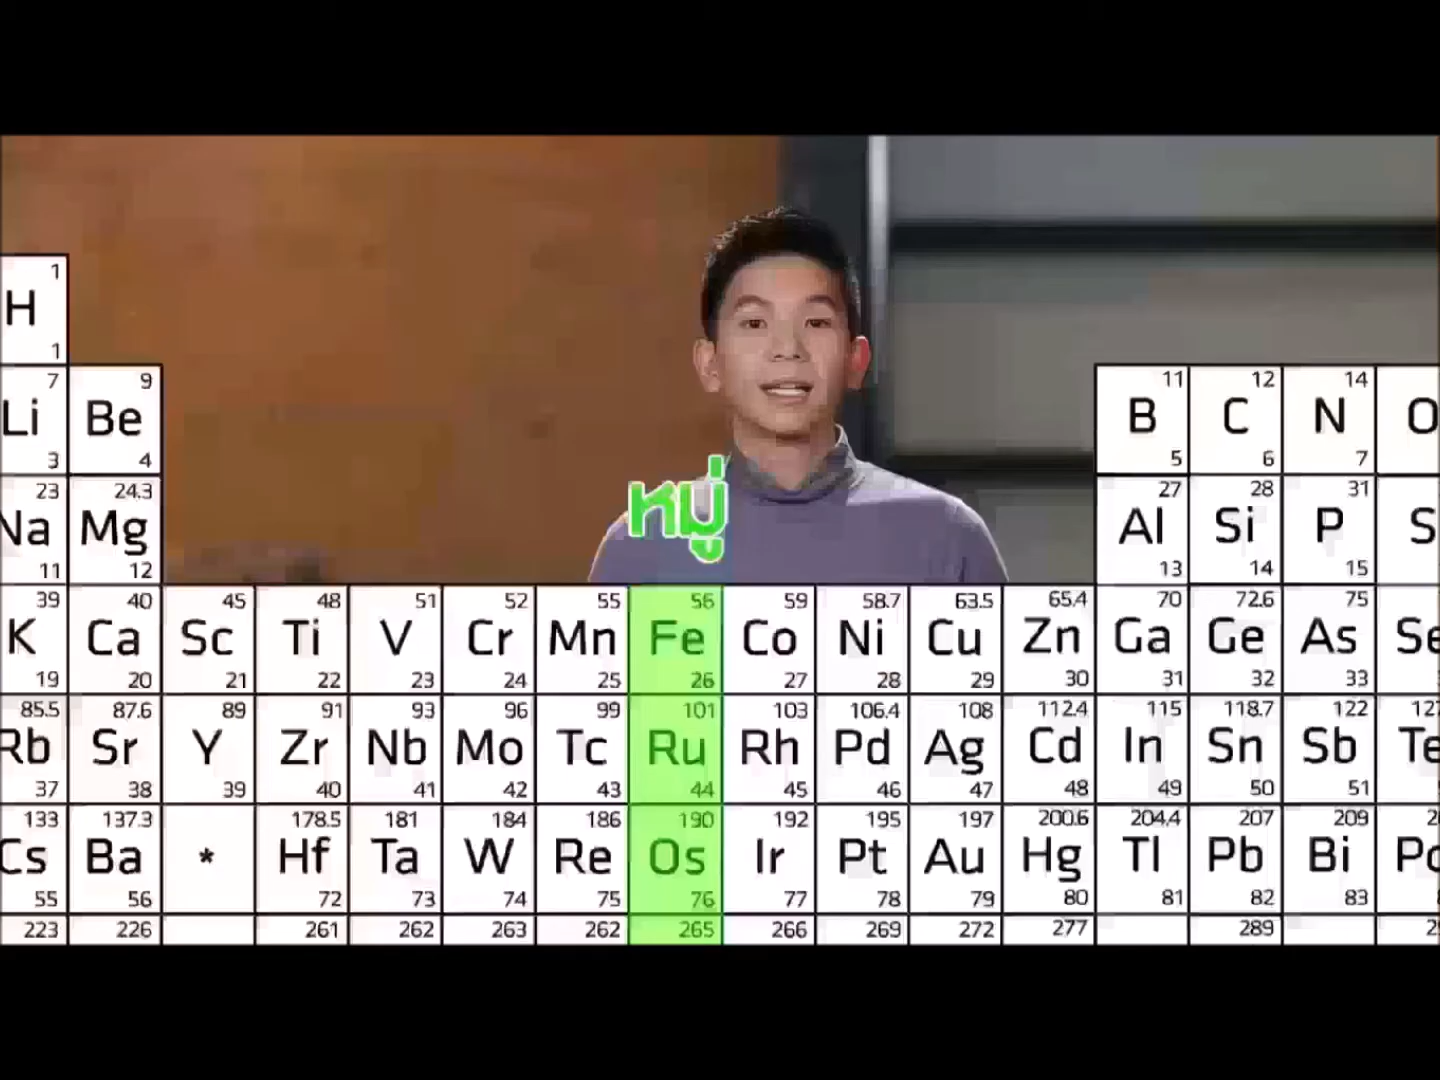 1
H
1
7 9
Li Be
3 4
11 12 14
B C N O
5 6 7
หมู่
23 24.3
Na Mg
11 12
27 28 31
Al Si P S
13 14 15
39 40 45 48 51 52 55 56 59 58.7 63.5 65.4 70 72.6 75
K Ca Sc Ti V Cr Mn Fe Co Ni Cu Zn Ga Ge As Se
19 20 21 22 23 24 25 26 27 28 29 30 31 32 33
85.5 87.6 89 91 93 96 99 101 103 106.4 108 112.4 115 118.7 122 127
Rb Sr Y Zr Nb Mo Tc Ru Rh Pd Ag Cd In Sn Sb Te
37 38 39 40 41 42 43 44 45 46 47 48 49 50 51
133 137.3 178.5 181 184 186 190 192 195 197 200.6 204.4 207 209
Cs Ba * Hf Ta W Re Os Ir Pt Au Hg Tl Pb Bi Po
55 56 72 73 74 75 76 77 78 79 80 81 82 83
223 226 261 262 263 262 265 266 269 272 277 289